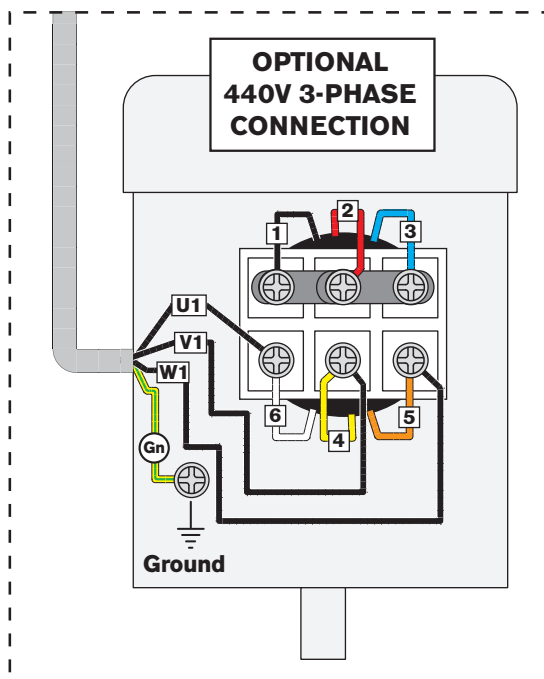 OPTIONAL
440V 3-PHASE
CONNECTION
2
1
3
U1
V1
W1
6
4
5
Gn
Ground